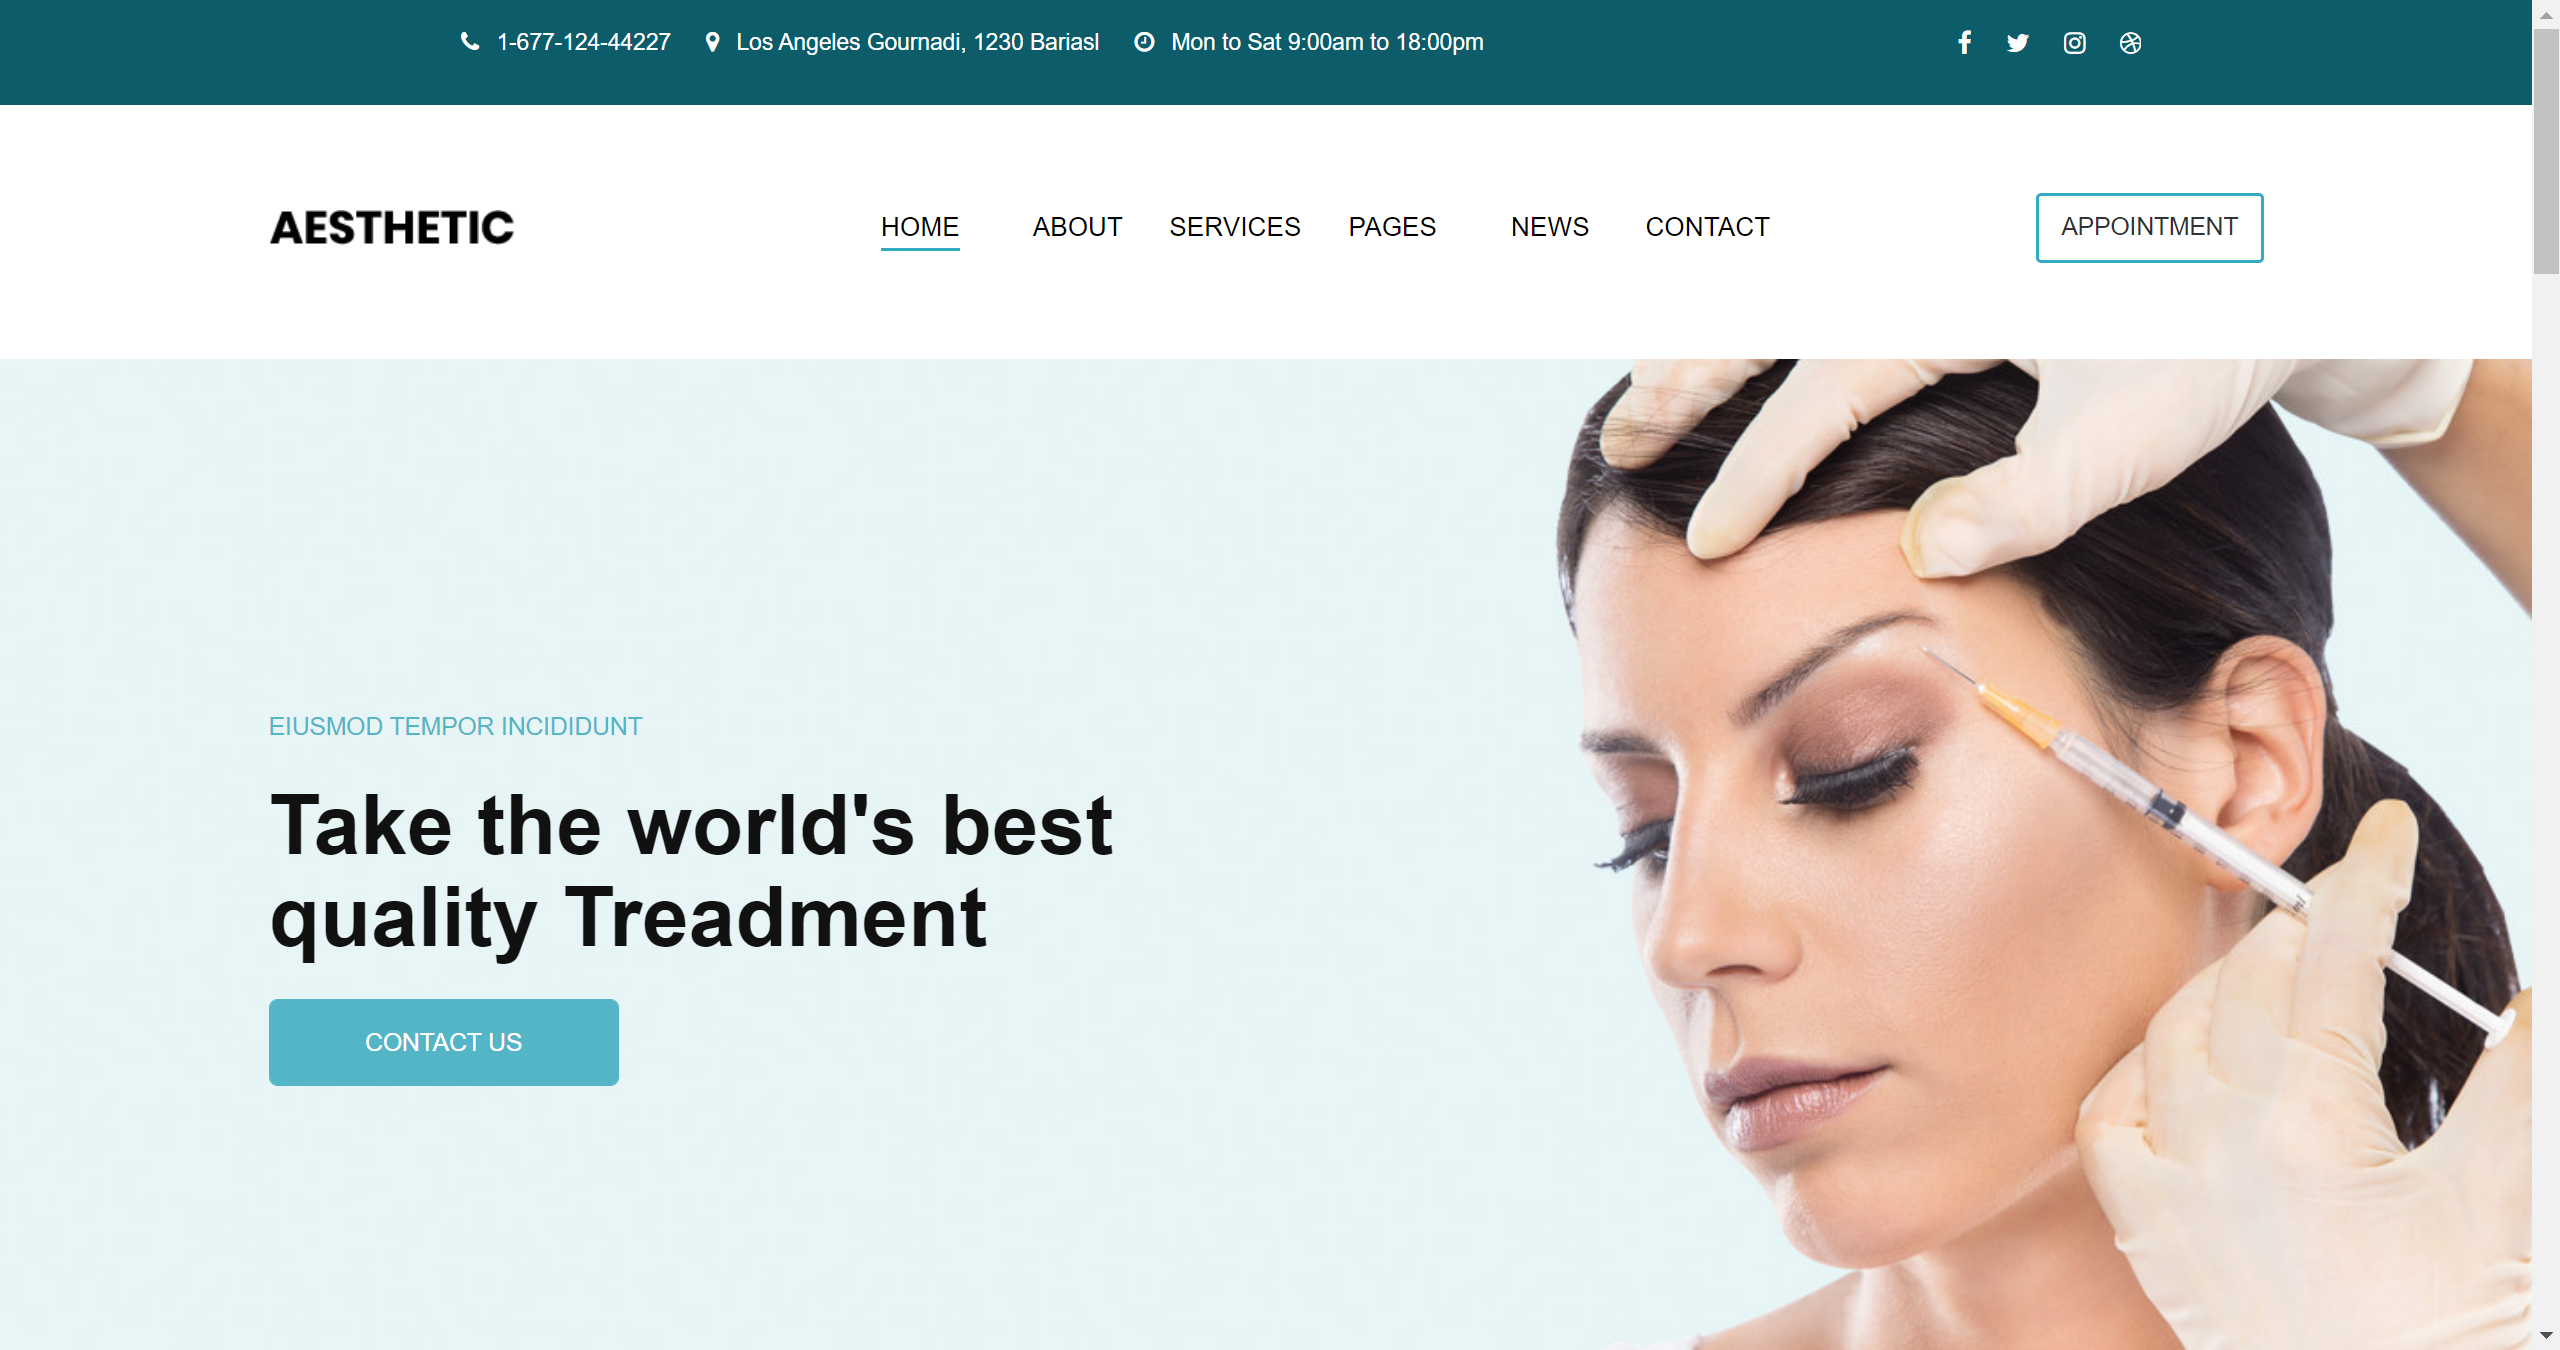 1-677-124-44227 Los Angeles Gournadi, 1230 Bariasl Mon to Sat 9:00am to 18:00pm
AESTHETIC HOME ABOUT SERVICES PAGES NEWS CONTACT APPOINTMENT
EIUSMOD TEMPOR INCIDIDUNT
Take the world's best
quality Treadment
CONTACT US